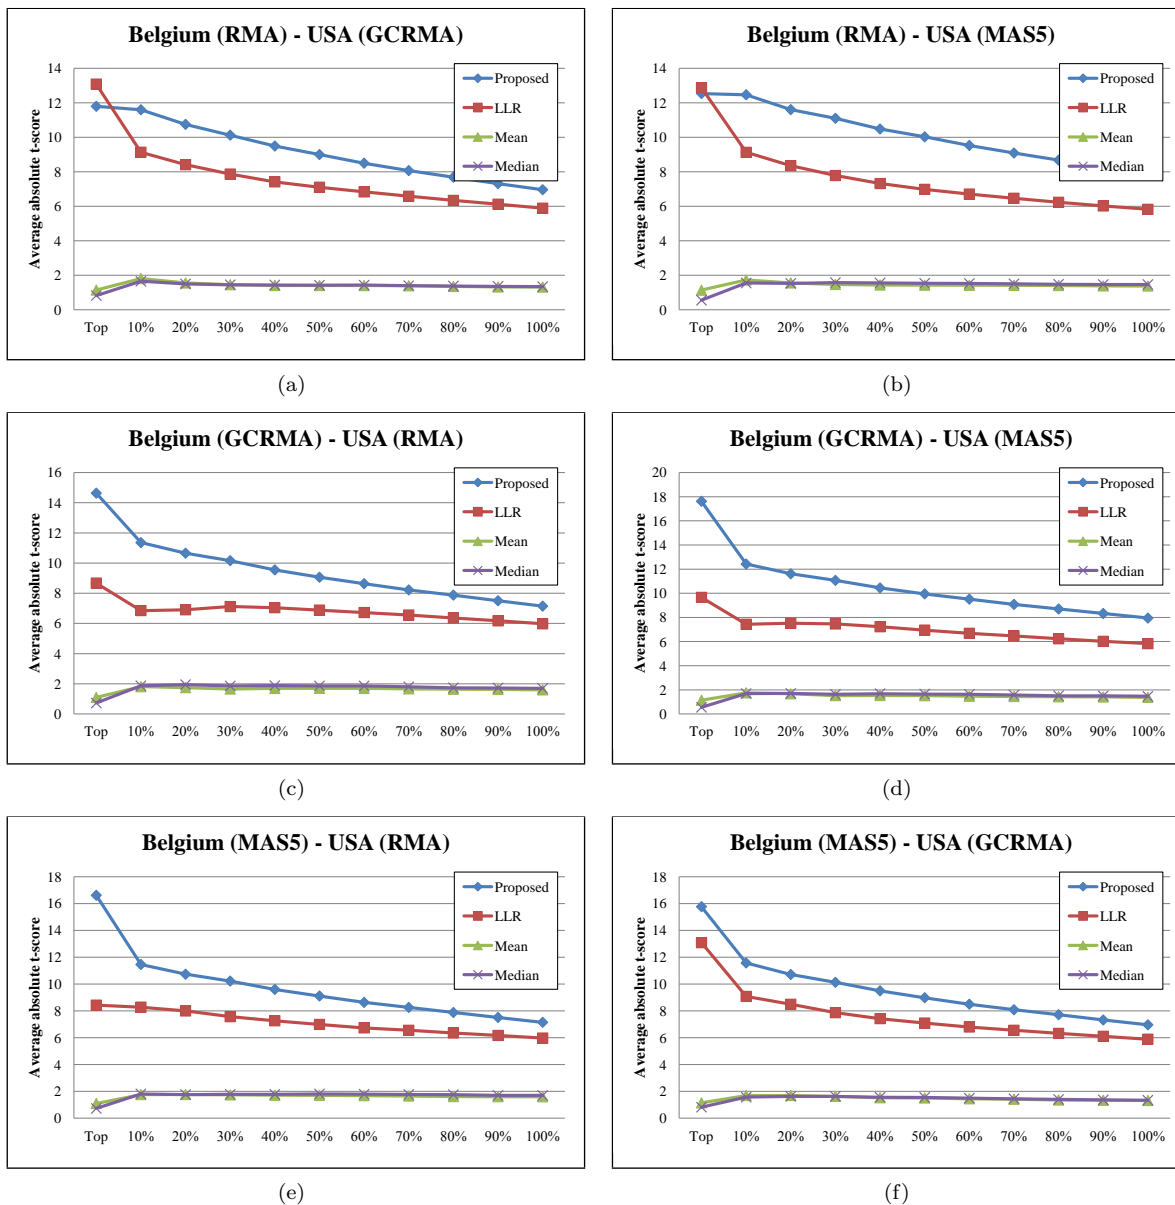 Belgium (RMA) - USA (GCRMA)
Average absolute t-score
14
12
10
8
6
4
2
0
Proposed
LLR
Mean
Median
Top 10% 20% 30% 40% 50% 60% 70% 80% 90% 100%
(a)
Belgium (RMA) - USA (MAS5)
Average absolute t-score
14
12
10
8
6
4
2
0
Proposed
LLR
Mean
Median
Top 10% 20% 30% 40% 50% 60% 70% 80% 90% 100%
(b)
Belgium (GCRMA) - USA (RMA)
Average absolute t-score
16
14
12
10
8
6
4
2
0
Proposed
LLR
Mean
Median
Top 10% 20% 30% 40% 50% 60% 70% 80% 90% 100%
(c)
Belgium (GCRMA) - USA (MAS5)
Average absolute t-score
20
18
16
14
12
10
8
6
4
2
0
Proposed
LLR
Mean
Median
Top 10% 20% 30% 40% 50% 60% 70% 80% 90% 100%
(d)
Belgium (MAS5) - USA (RMA)
Average absolute t-score
18
16
14
12
10
8
6
4
2
0
Proposed
LLR
Mean
Median
Top 10% 20% 30% 40% 50% 60% 70% 80% 90% 100%
(e)
Belgium (MAS5) - USA (GCRMA)
Average absolute t-score
18
16
14
12
10
8
6
4
2
0
Proposed
LLR
Mean
Median
Top 10% 20% 30% 40% 50% 60% 70% 80% 90% 100%
(f)